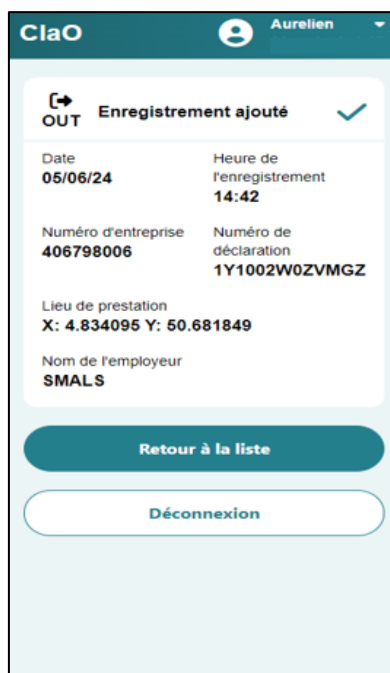 CIaO
Aurelien
OUT
Enregistrement ajouté
Date
05/06/24
Heure de
l'enregistrement
14:42
Numéro d'entreprise
406798006
Numéro de
déclaration
1Y1002W0ZVMGZ
Lieu de prestation
X: 4.834095 Y: 50.681849
Nom de l'employeur
SMALS
Retour à la liste
Déconnexion